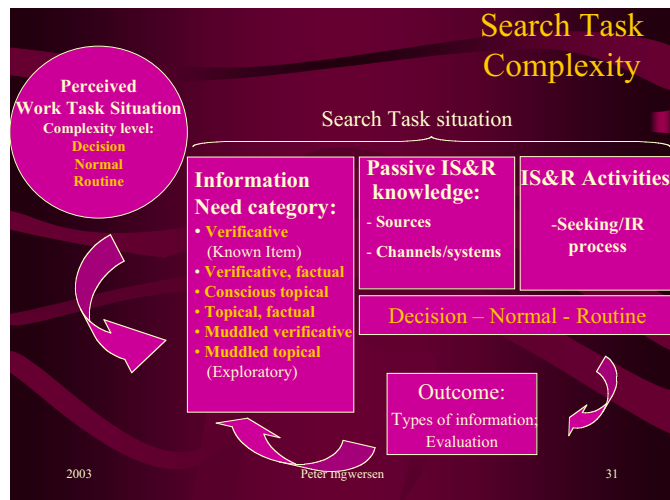 Search Task
Complexity
Perceived
Work Task Situation
Complexity level:
Decision
Normal
Routine
Search Task situation
Information
Need category:
• Verificative
(Known Item)
• Verificative, factual
• Conscious topical
• Topical, factual
• Muddled verificative
• Muddled topical
(Exploratory)
Passive IS&R
knowledge:
- Sources
- Channels/systems
IS&R Activities
-Seeking/IR
process
Decision – Normal - Routine
Outcome:
Types of information;
Evaluation
2003
Peter Ingwersen
31